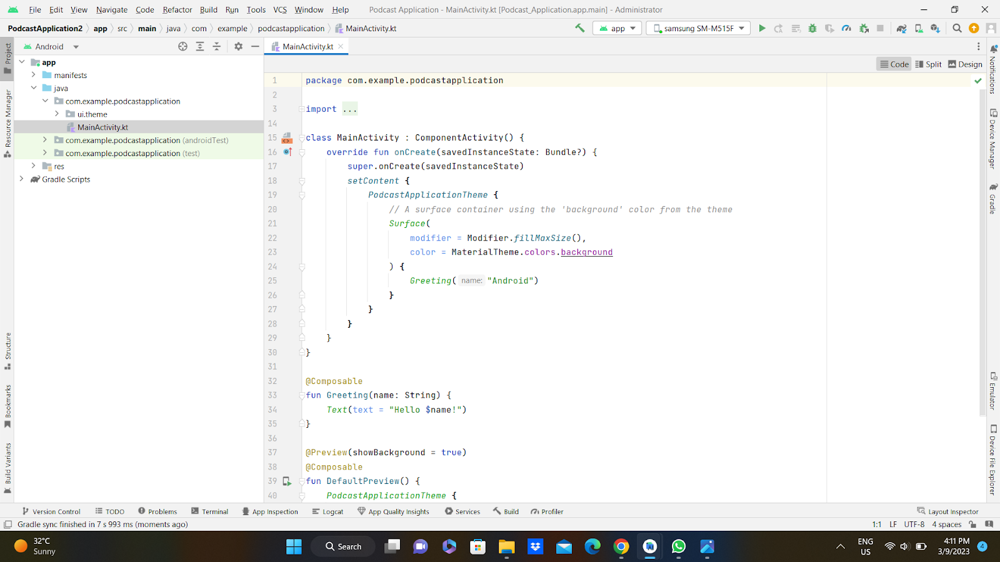 File Edit View Navigate Code Refactor Build Run Tools VCS Window Help Podcast Application - MainActivity.kt [Podcast_Application.app.main] - Administrator
PodcastApplication2 app src main java com example podcastapplication MainActivity.kt app samsung SM-M515F
Project
Resource Manager
Structure
Bookmarks
Build Variants
Android
app
manifests
java
com.example.podcastapplication
ui.theme
MainActivity.kt
com.example.podcastapplication (androidTest)
com.example.podcastapplication (test)
res
Gradle Scripts
MainActivity.kt
Code Split Design
1 package com.example.podcastapplication
2
3 import ...
14
15 class MainActivity : ComponentActivity() {
16 override fun onCreate(savedInstanceState: Bundle?) {
17 super.onCreate(savedInstanceState)
18 setContent {
19 PodcastApplicationTheme {
20 // A surface container using the 'background' color from the theme
21 Surface(
22 modifier = Modifier.fillMaxSize(),
23 color = MaterialTheme.colors.background
24 ) {
25 Greeting( name: "Android")
26 }
27 }
28 }
29 }
30 }
31
32 @Composable
33 fun Greeting(name: String) {
34 Text(text = "Hello $name!")
35 }
36
37 @Preview(showBackground = true)
38 @Composable
39 fun DefaultPreview() {
40 PodcastApplicationTheme {
Notifications
Device Manager
Gradle
Emulator
Device File Explorer
Version Control TODO Problems Terminal App Inspection Logcat App Quality Insights Services Build Profiler Layout Inspector
Gradle sync finished in 7 s 993 ms (moments ago) 1:1 LF UTF-8 4 spaces
32°C
Sunny
Search
ENG
US
4:11 PM
3/9/2023
4